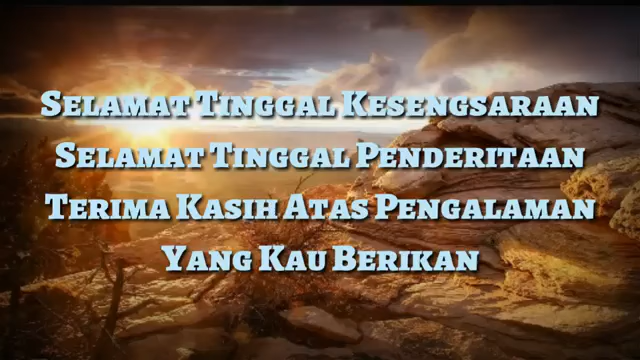 Selamat Tinggal Kesengsaraan
Selamat Tinggal Penderitaan
Terima Kasih Atas Pengalaman
Yang Kau Berikan